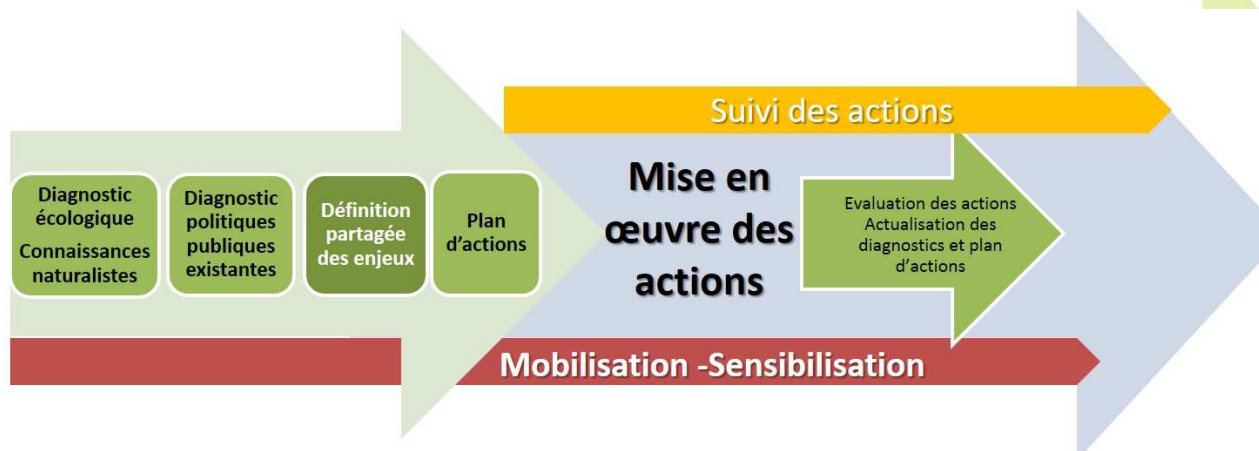 Suivi des actions
Diagnostic
écologique
Connaissances
naturalistes
Diagnostic
politiques
publiques
existantes
Définition
partagée
des enjeux
Plan
d'actions
Mise en
œuvre des
actions
Evaluation des actions
Actualisation des
diagnostics et plan
d'actions
Mobilisation -Sensibilisation